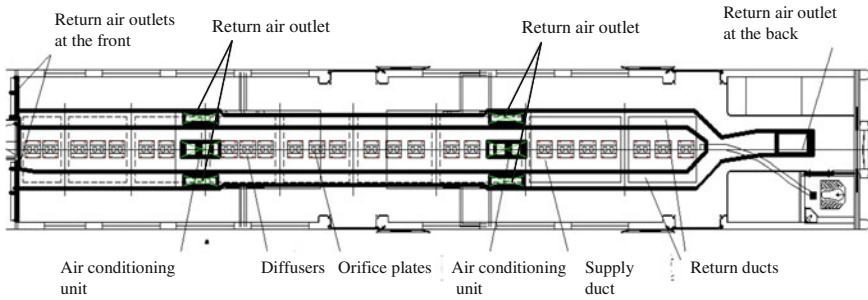 Return air outlets
at the front
Return air outlet
Return air outlet
Return air outlet
at the back
Air conditioning
unit
Diffusers
Orifice plates
Air conditioning
unit
Supply
duct
Return ducts